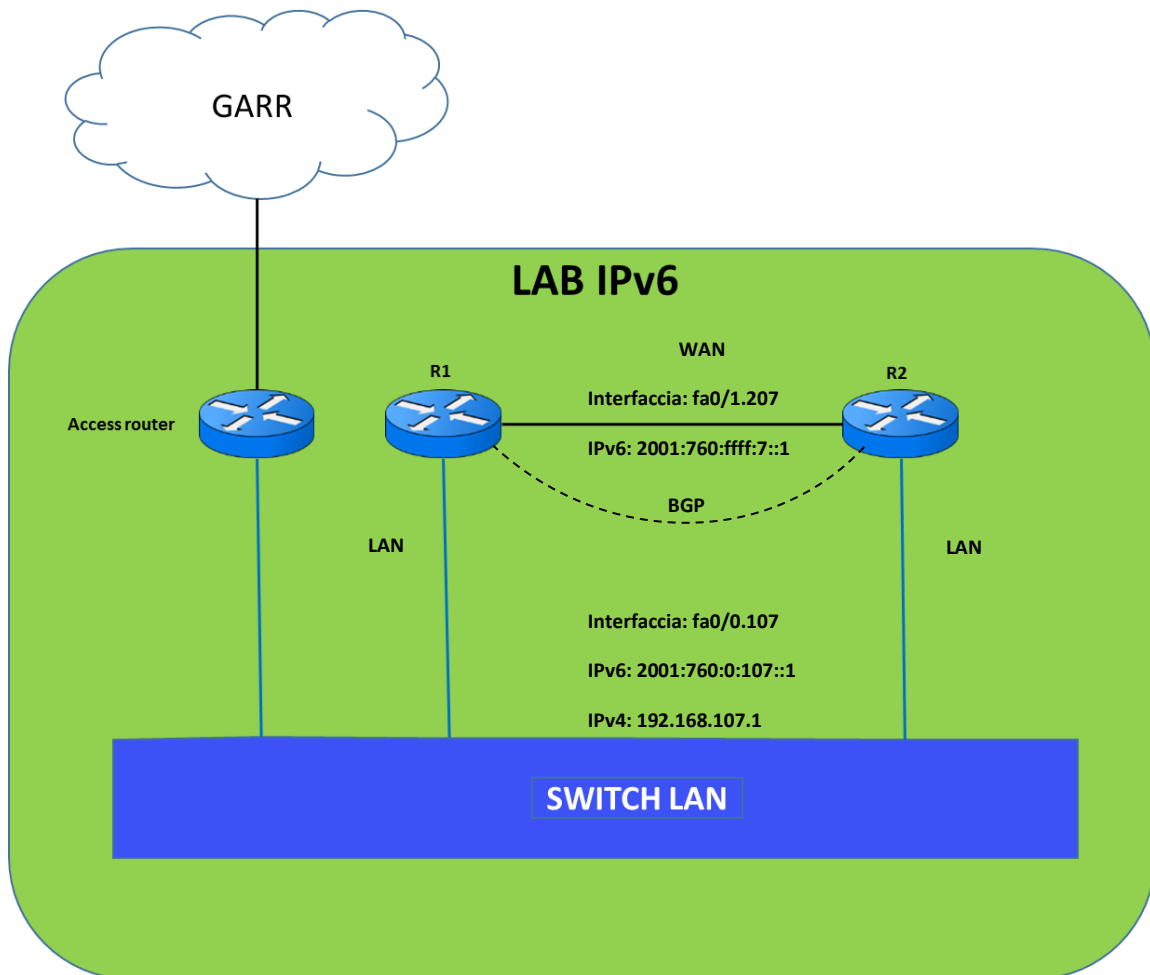 GARR
LAB IPv6
WAN
R1
R2
Interfaccia: fa0/1.207
Access router
IPv6: 2001:760:ffff:7::1
BGP
LAN
LAN
Interfaccia: fa0/0.107
IPv6: 2001:760:0:107::1
IPv4: 192.168.107.1
SWITCH LAN